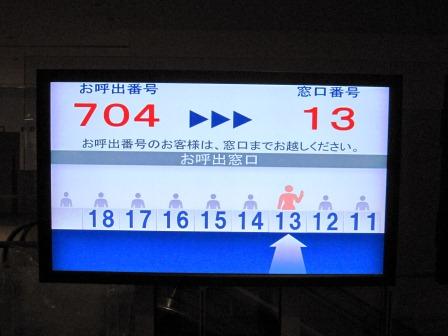 お呼出番号 窓口番号
704 ▶▶▶ 13
お呼出番号のお客様は、窓口までお越しください。
お呼出窓口
18 17 16 15 14 13 12 11